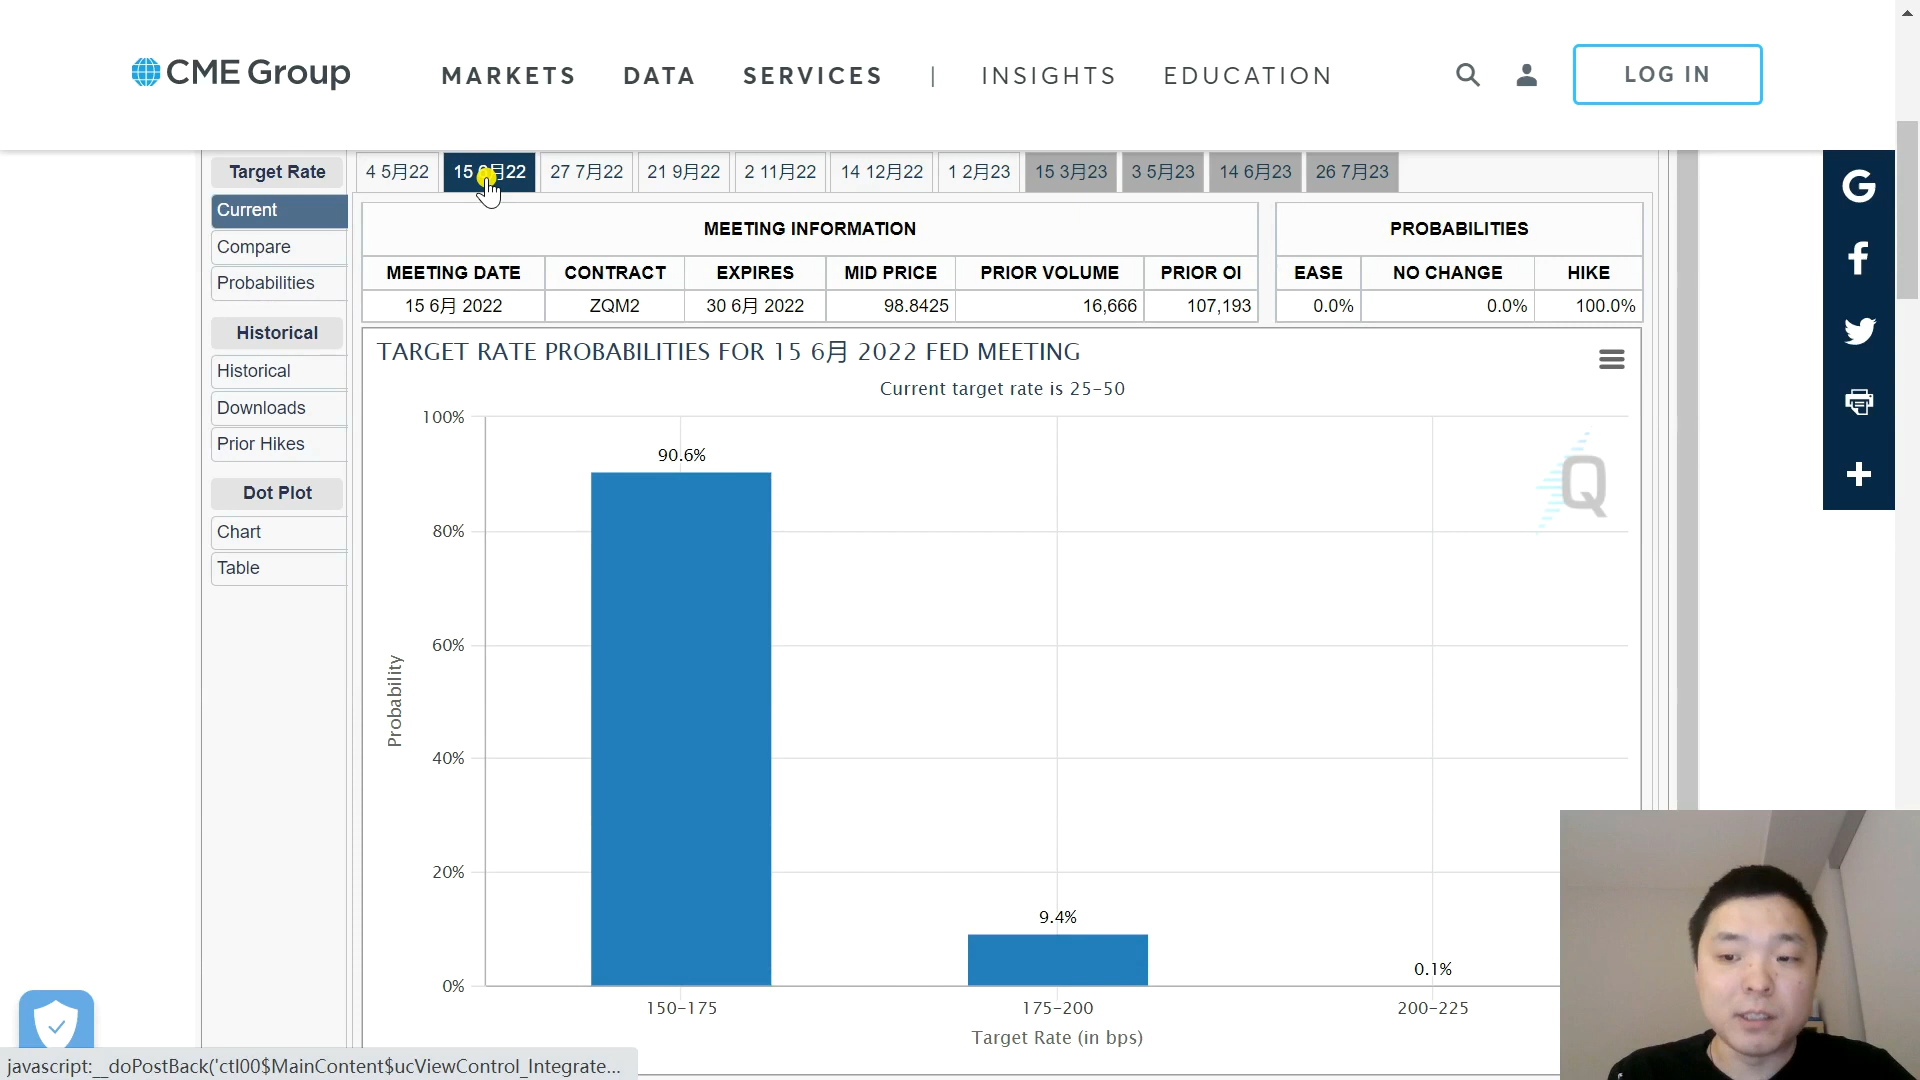 CME Group
MARKETS DATA SERVICES | INSIGHTS EDUCATION
LOG IN
Target Rate
4 5月22 15 6月22 27 7月22 21 9月22 2 11月22 14 12月22 1 2月23 15 3月23 3 5月23 14 6月23 26 7月23
Current
Compare
Probabilities
Historical
Historical
Downloads
Prior Hikes
Dot Plot
Chart
Table
MEETING INFORMATION
MEETING DATE CONTRACT EXPIRES MID PRICE PRIOR VOLUME PRIOR OI
15 6月 2022 ZQM2 30 6月 2022 98.8425 16,666 107,193
PROBABILITIES
EASE NO CHANGE HIKE
0.0% 0.0% 100.0%
TARGET RATE PROBABILITIES FOR 15 6月 2022 FED MEETING
Current target rate is 25-50
Q
Probability
100%
80%
60%
40%
20%
0%
90.6%
9.4%
0.1%
150-175 175-200 200-225
Target Rate (in bps)
javascript:__doPostBack('ctl00$MainContent$ucViewControl_Integrate...